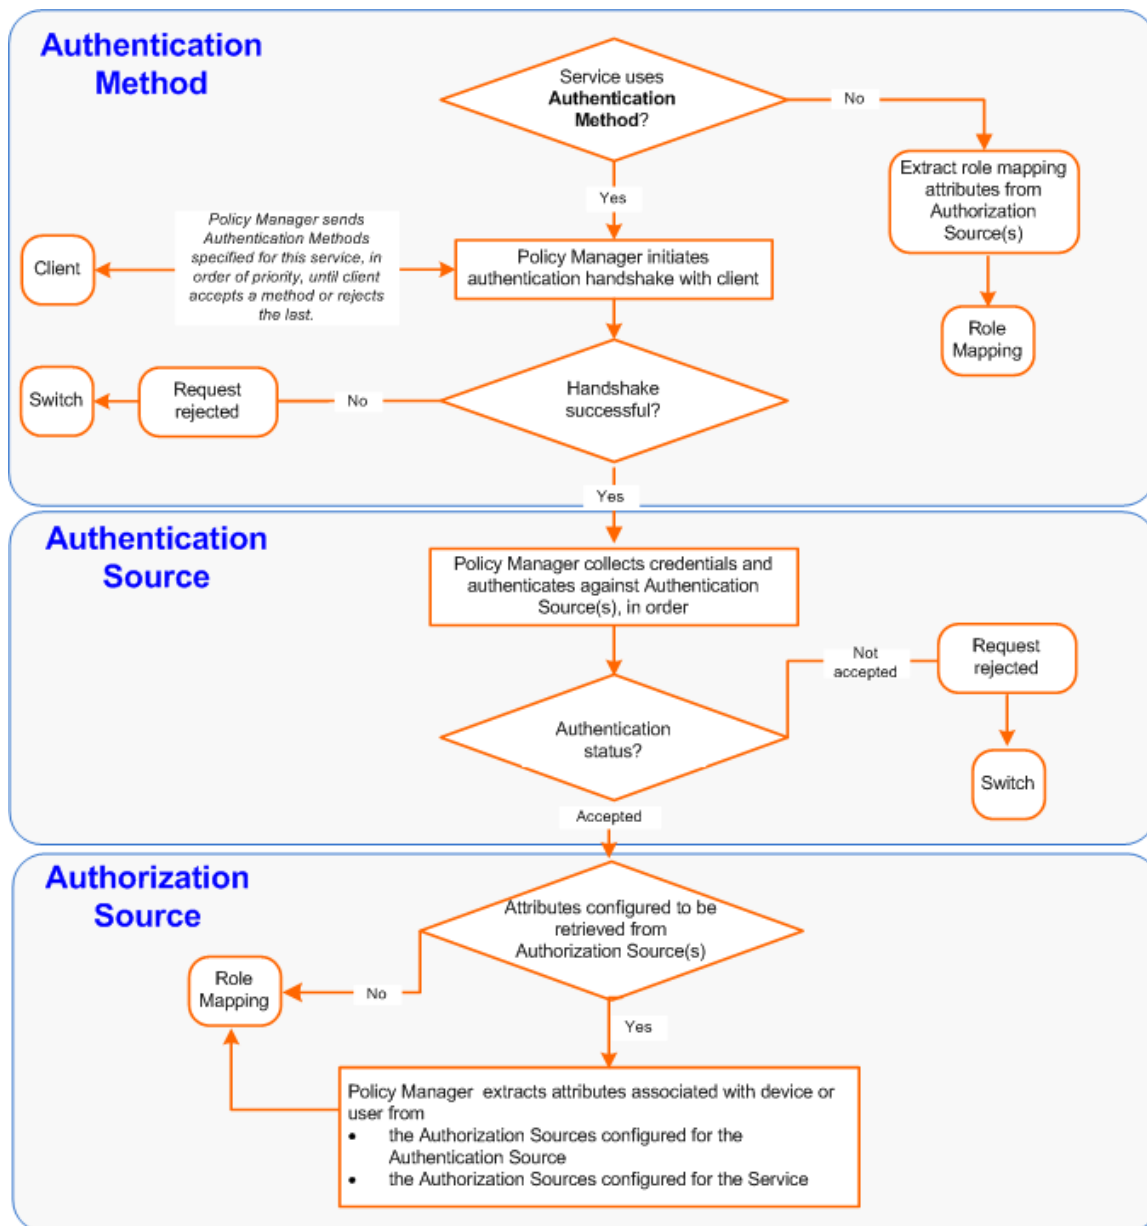 Authentication
Method
Service uses
Authentication
Method?
No
Extract role mapping
attributes from
Authorization
Source(s)
Yes
Policy Manager sends
Authentication Methods
specified for this service, in
order of priority, until client
accepts a method or rejects
the last.
Client
Policy Manager initiates
authentication handshake with client
Role
Mapping
Switch
Request
rejected
No
Handshake
successful?
Yes
Authentication
Source
Policy Manager collects credentials and
authenticates against Authentication
Source(s), in order
Not
accepted
Request
rejected
Authentication
status?
Switch
Accepted
Authorization
Source
Attributes configured to be
retrieved from
Authorization Source(s)
Role
Mapping
No
Yes
Policy Manager extracts attributes associated with device or
user from
• the Authorization Sources configured for the
Authentication Source
• the Authorization Sources configured for the Service